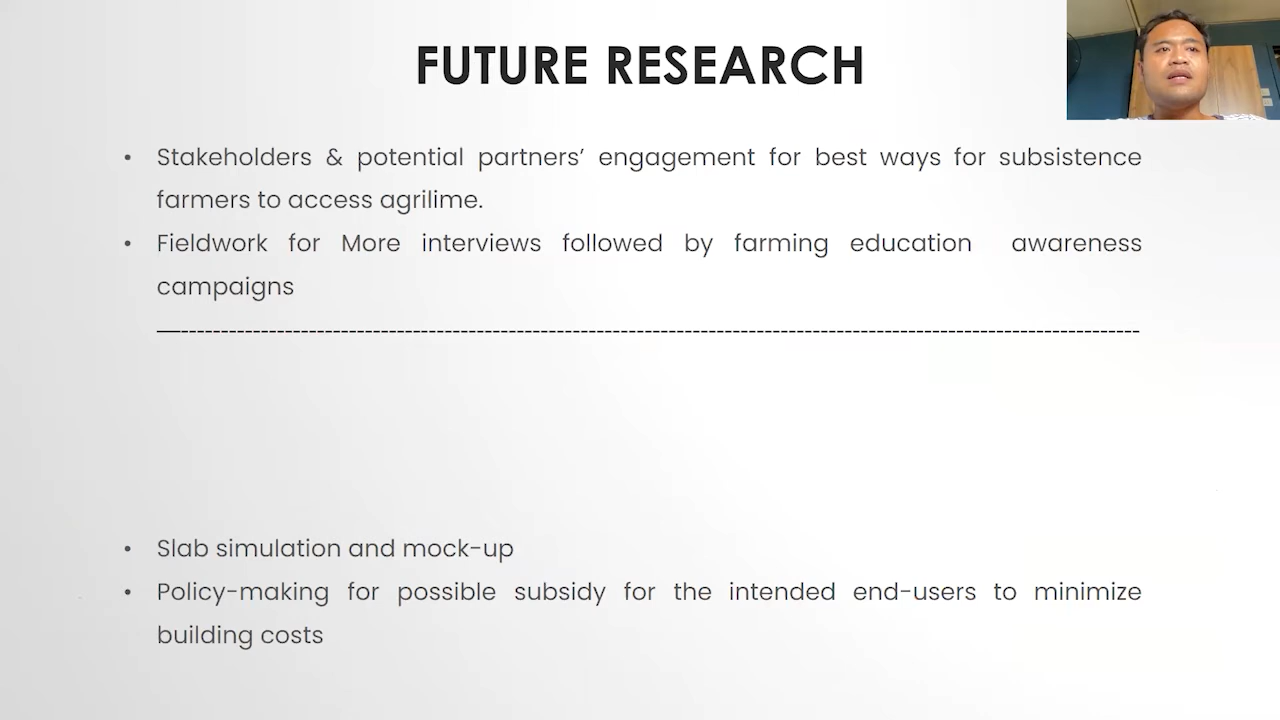 FUTURE RESEARCH
• Stakeholders & potential partners’ engagement for best ways for subsistence
farmers to access agrilime.
• Fieldwork for More interviews followed by farming education awareness
campaigns
• Slab simulation and mock-up
• Policy-making for possible subsidy for the intended end-users to minimize
building costs